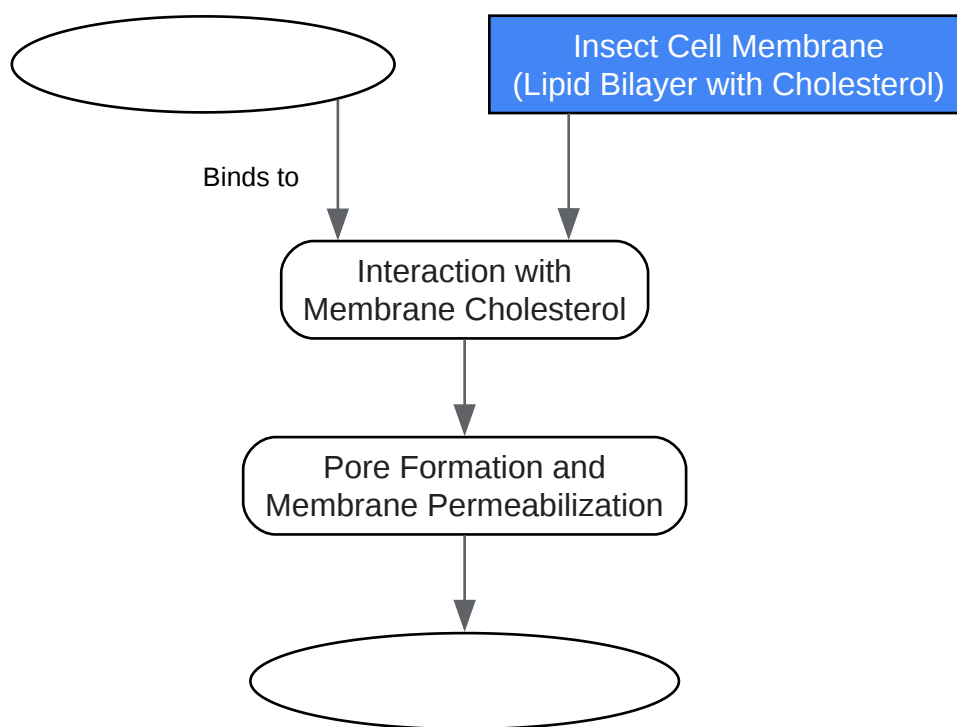 Insect Cell Membrane
(Lipid Bilayer with Cholesterol)
Binds to
Interaction with
Membrane Cholesterol
Pore Formation and
Membrane Permeabilization